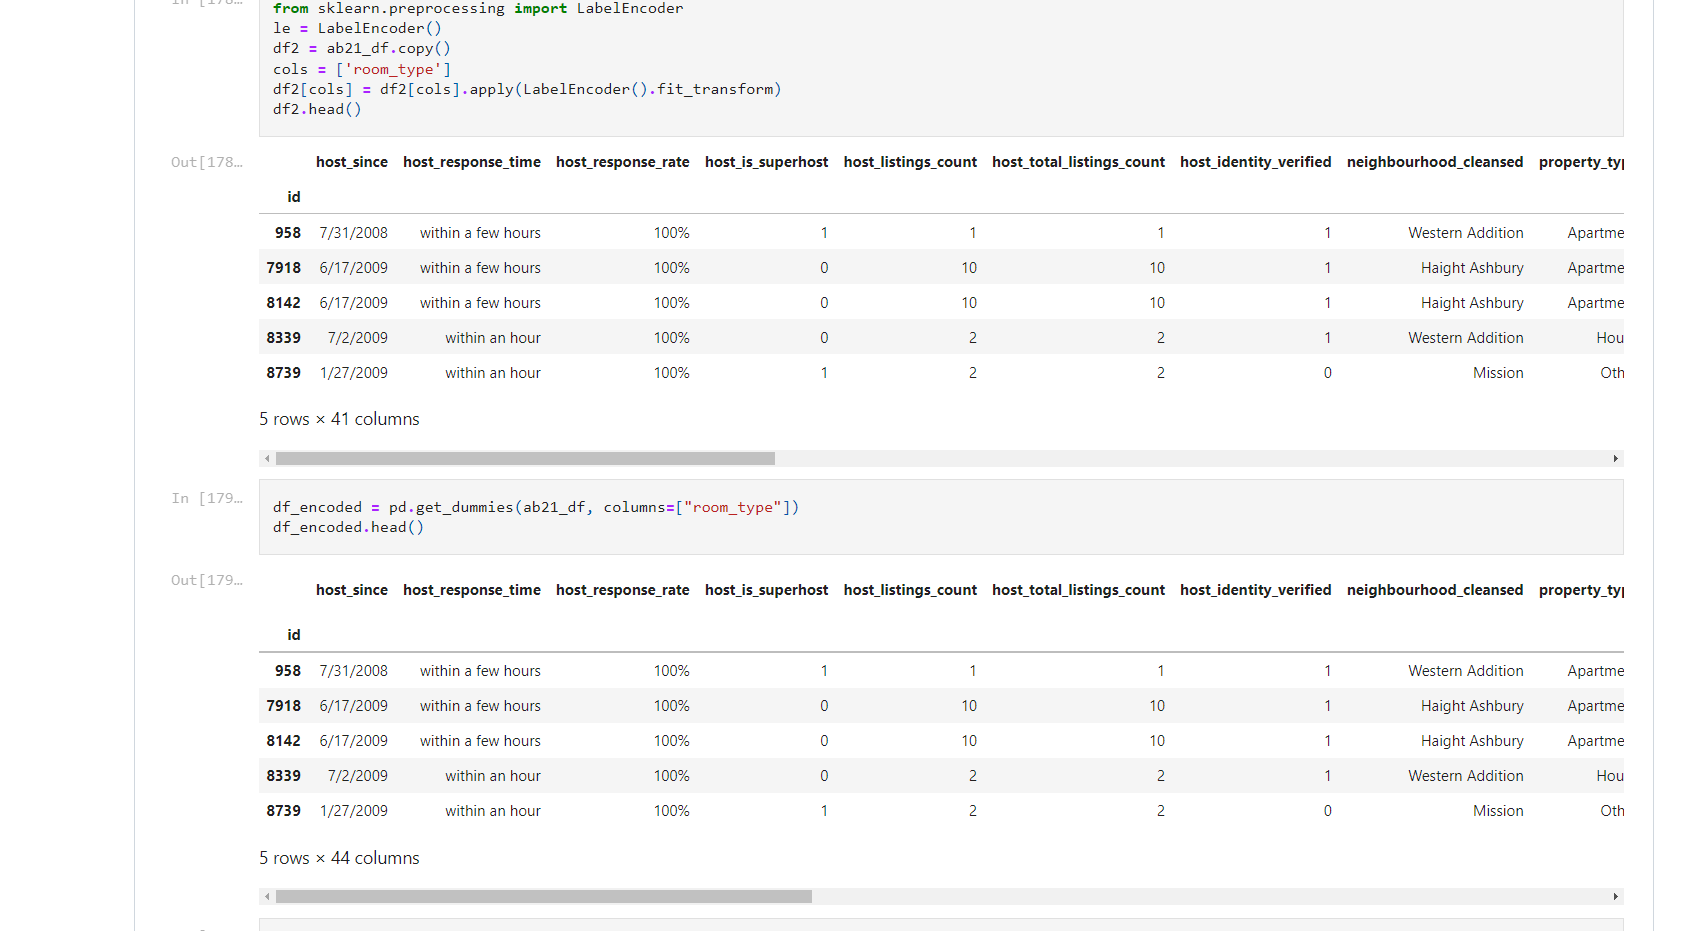 In [178…
from sklearn.preprocessing import LabelEncoder
le = LabelEncoder()
df2 = ab21_df.copy()
cols = ['room_type']
df2[cols] = df2[cols].apply(LabelEncoder().fit_transform)
df2.head()
Out[178…
host_since host_response_time host_response_rate host_is_superhost host_listings_count host_total_listings_count host_identity_verified neighbourhood_cleansed property_typ
id
958 7/31/2008 within a few hours 100% 1 1 1 1 Western Addition Apartme
7918 6/17/2009 within a few hours 100% 0 10 10 1 Haight Ashbury Apartme
8142 6/17/2009 within a few hours 100% 0 10 10 1 Haight Ashbury Apartme
8339 7/2/2009 within an hour 100% 0 2 2 1 Western Addition Hou
8739 1/27/2009 within an hour 100% 1 2 2 0 Mission Oth
5 rows × 41 columns
In [179…
df_encoded = pd.get_dummies(ab21_df, columns=["room_type"])
df_encoded.head()
Out[179…
host_since host_response_time host_response_rate host_is_superhost host_listings_count host_total_listings_count host_identity_verified neighbourhood_cleansed property_typ
id
958 7/31/2008 within a few hours 100% 1 1 1 1 Western Addition Apartme
7918 6/17/2009 within a few hours 100% 0 10 10 1 Haight Ashbury Apartme
8142 6/17/2009 within a few hours 100% 0 10 10 1 Haight Ashbury Apartme
8339 7/2/2009 within an hour 100% 0 2 2 1 Western Addition Hou
8739 1/27/2009 within an hour 100% 1 2 2 0 Mission Oth
5 rows × 44 columns